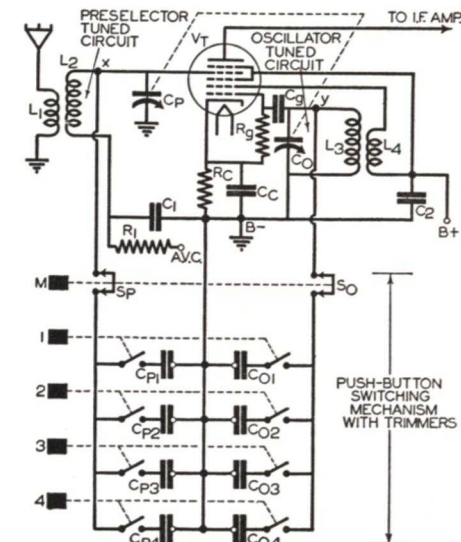 PRESELECTOR
TUNED
CIRCUIT
TO I.F. AMP.
VT
OSCILLATOR
TUNED
CIRCUIT
L2
x
L1
CP
Cg
y
Rg
CO
L3
L4
RC
CC
C1
R1
A.V.C.
B-
C2
B+
M
SP
SO
1
CP1
CO1
2
CP2
CO2
3
CP3
CO3
4
CP4
CO4
PUSH-BUTTON
SWITCHING
MECHANISM
WITH TRIMMERS